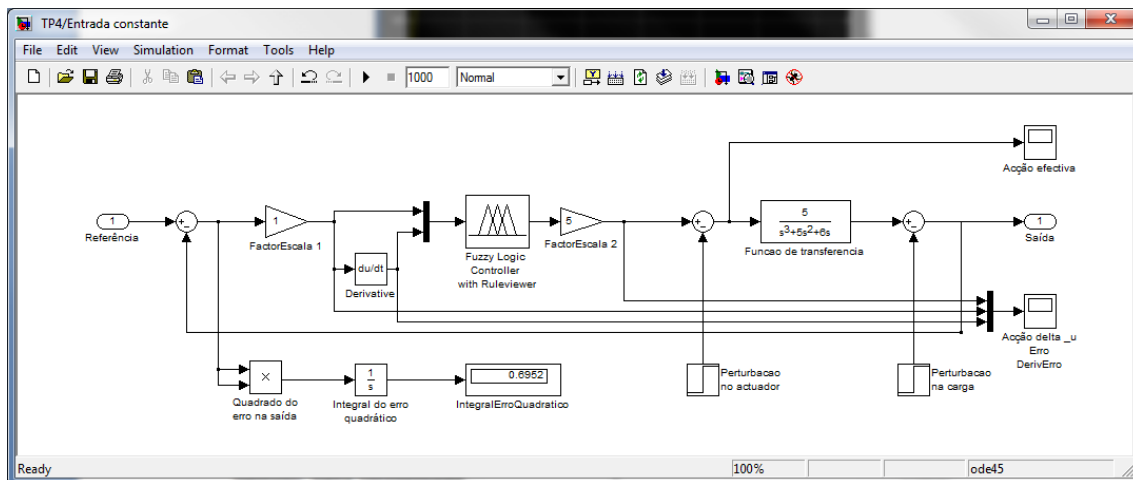 TP4/Entrada constante
File Edit View Simulation Format Tools Help
1000 Normal
Acção efectiva
1
Referência
+
-
1
FactorEscala 1
Fuzzy Logic
Controller
with Ruleviewer
5
FactorEscala 2
+
-
5
s³+5s²+6s
Funcao de transferência
+
-
1
Saída
du/dt
Derivative
Acção delta _u
Erro
DerivErro
×
Quadrado do
erro na saída
1
s
Integral do erro
quadrático
0.6952
IntegralErroQuadratico
Perturbacao
no actuador
Perturbacao
na carga
Ready 100% ode45